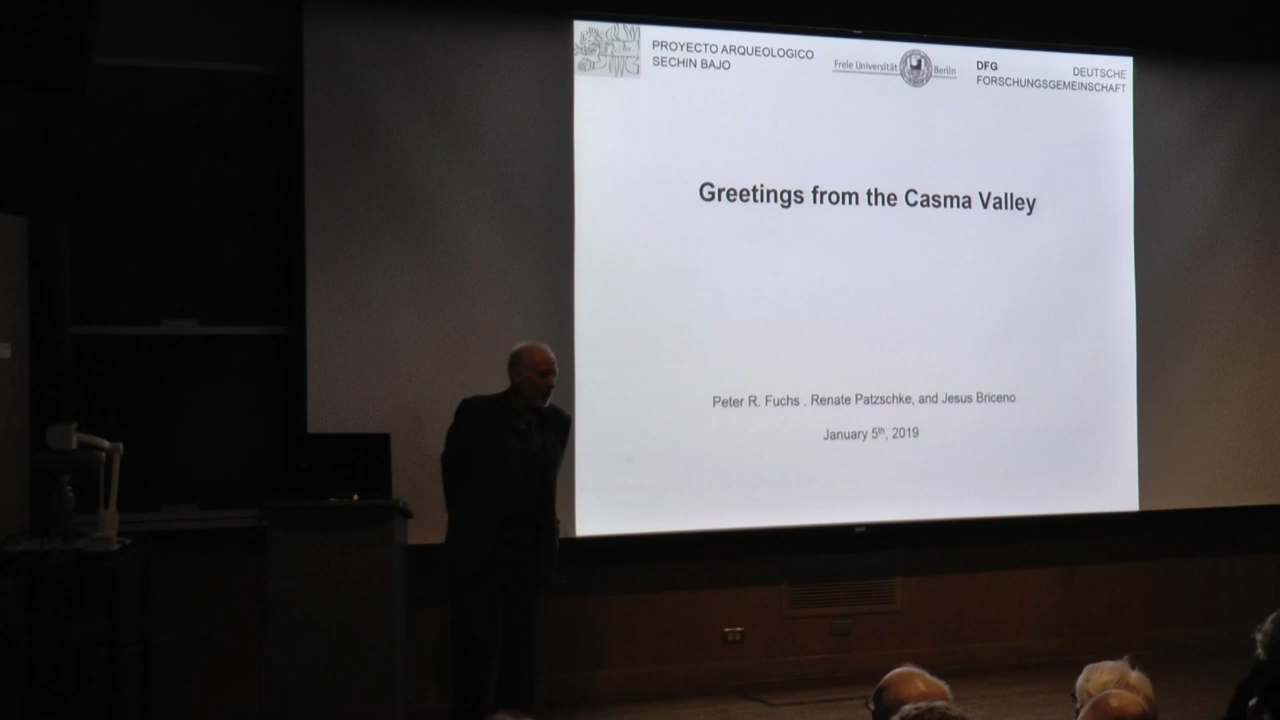 PROYECTO ARQUEOLOGICO
SECHIN BAJO
Freie Universität Berlin
DFG DEUTSCHE
FORSCHUNGSGEMEINSCHAFT
Greetings from the Casma Valley
Peter R. Fuchs . Renate Patzschke, and Jesus Briceno
January 5th, 2019